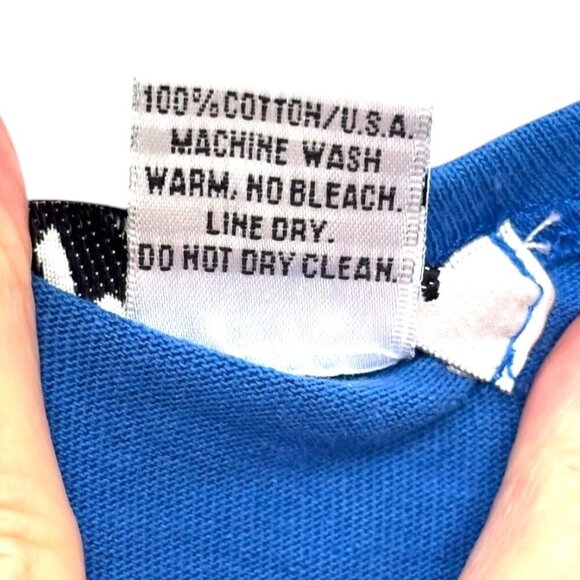 100% COTTON/U.S.A.
MACHINE WASH
WARM, NO BLEACH.
LINE DRY.
DO NOT DRY CLEAN.